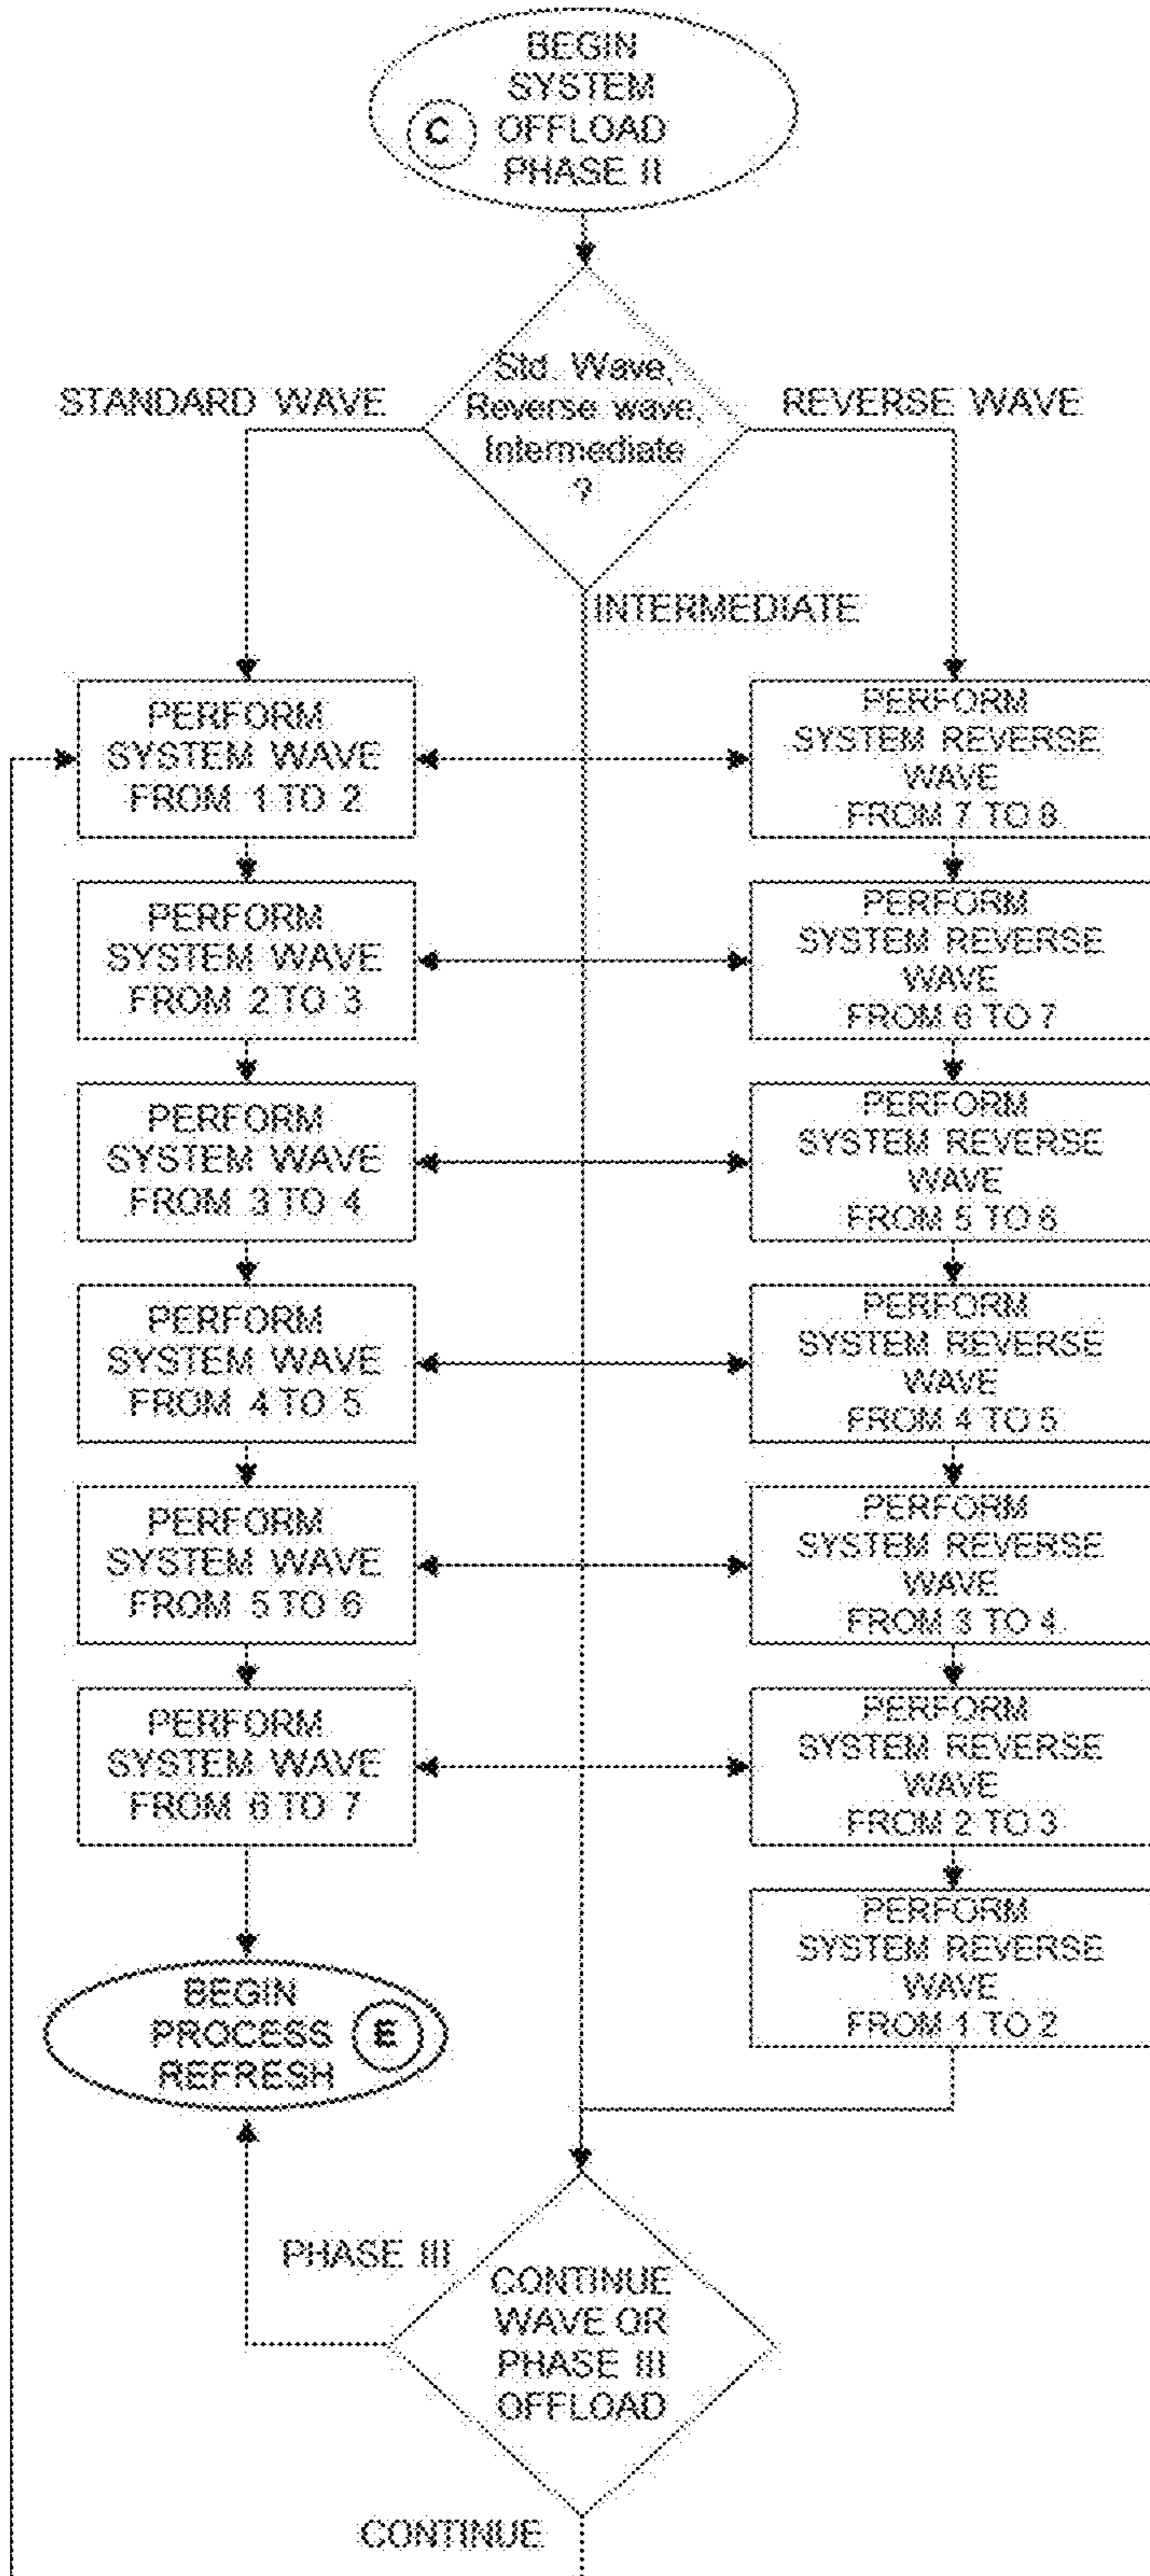 BEGIN
SYSTEM
C OFFLOAD
PHASE II
Std. Wave,
Reverse wave,
Intermediate
?
STANDARD WAVE
REVERSE WAVE
INTERMEDIATE
PERFORM
SYSTEM WAVE
FROM 1 TO 2
PERFORM
SYSTEM REVERSE
WAVE
FROM 7 TO 8
PERFORM
SYSTEM WAVE
FROM 2 TO 3
PERFORM
SYSTEM REVERSE
WAVE
FROM 6 TO 7
PERFORM
SYSTEM WAVE
FROM 3 TO 4
PERFORM
SYSTEM REVERSE
WAVE
FROM 5 TO 6
PERFORM
SYSTEM WAVE
FROM 4 TO 5
PERFORM
SYSTEM REVERSE
WAVE
FROM 4 TO 5
PERFORM
SYSTEM WAVE
FROM 5 TO 6
PERFORM
SYSTEM REVERSE
WAVE
FROM 3 TO 4
PERFORM
SYSTEM WAVE
FROM 6 TO 7
PERFORM
SYSTEM REVERSE
WAVE
FROM 2 TO 3
PERFORM
SYSTEM REVERSE
WAVE
FROM 1 TO 2
BEGIN
PROCESS E
REFRESH
PHASE III
CONTINUE
WAVE OR
PHASE III
OFFLOAD
CONTINUE